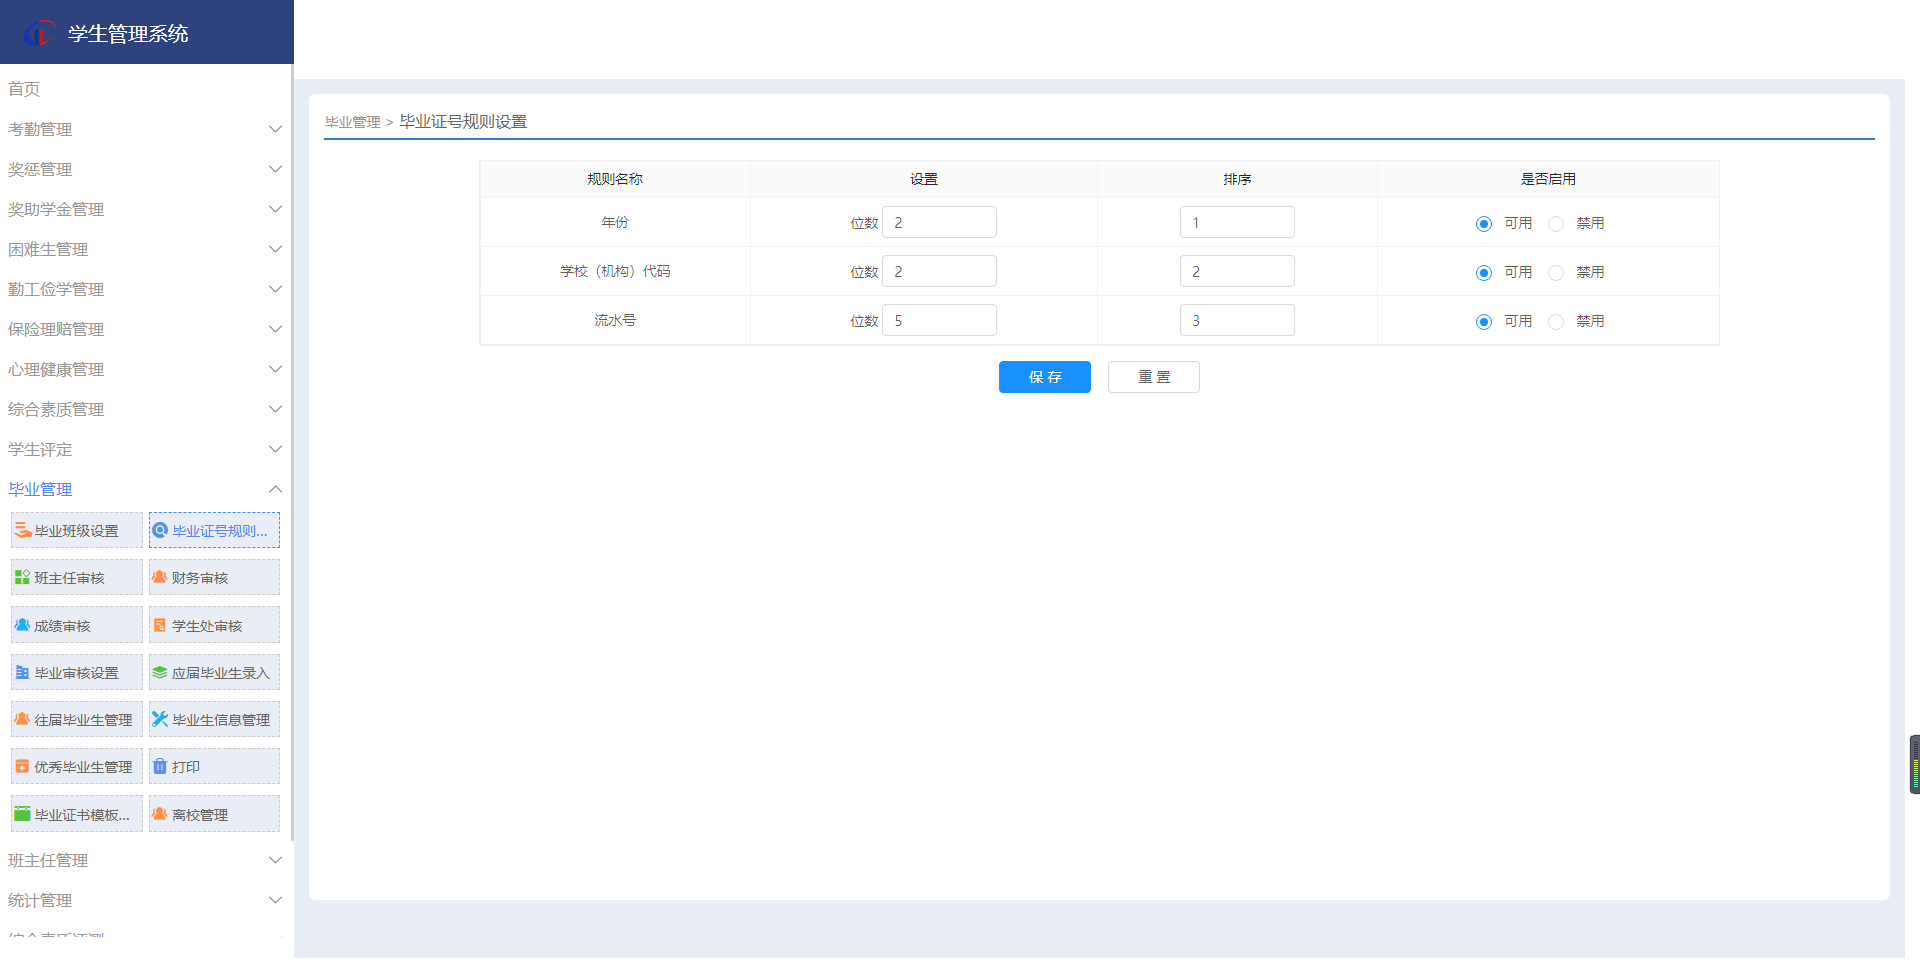 学生管理系统
首页
考勤管理
奖惩管理
奖助学金管理
困难生管理
勤工俭学管理
保险理赔管理
心理健康管理
综合素质管理
学生评定
毕业管理
毕业班级设置 毕业证号规则...
班主任审核 财务审核
成绩审核 学生处审核
毕业审核设置 应届毕业生录入
往届毕业生管理 毕业生信息管理
优秀毕业生管理 打印
毕业证书模板... 离校管理
班主任管理
统计管理
综合素质评测
毕业管理 > 毕业证号规则设置
规则名称 设置 排序 是否启用
年份 位数 2 1 可用 禁用
学校（机构）代码 位数 2 2 可用 禁用
流水号 位数 5 3 可用 禁用
保 存 重 置